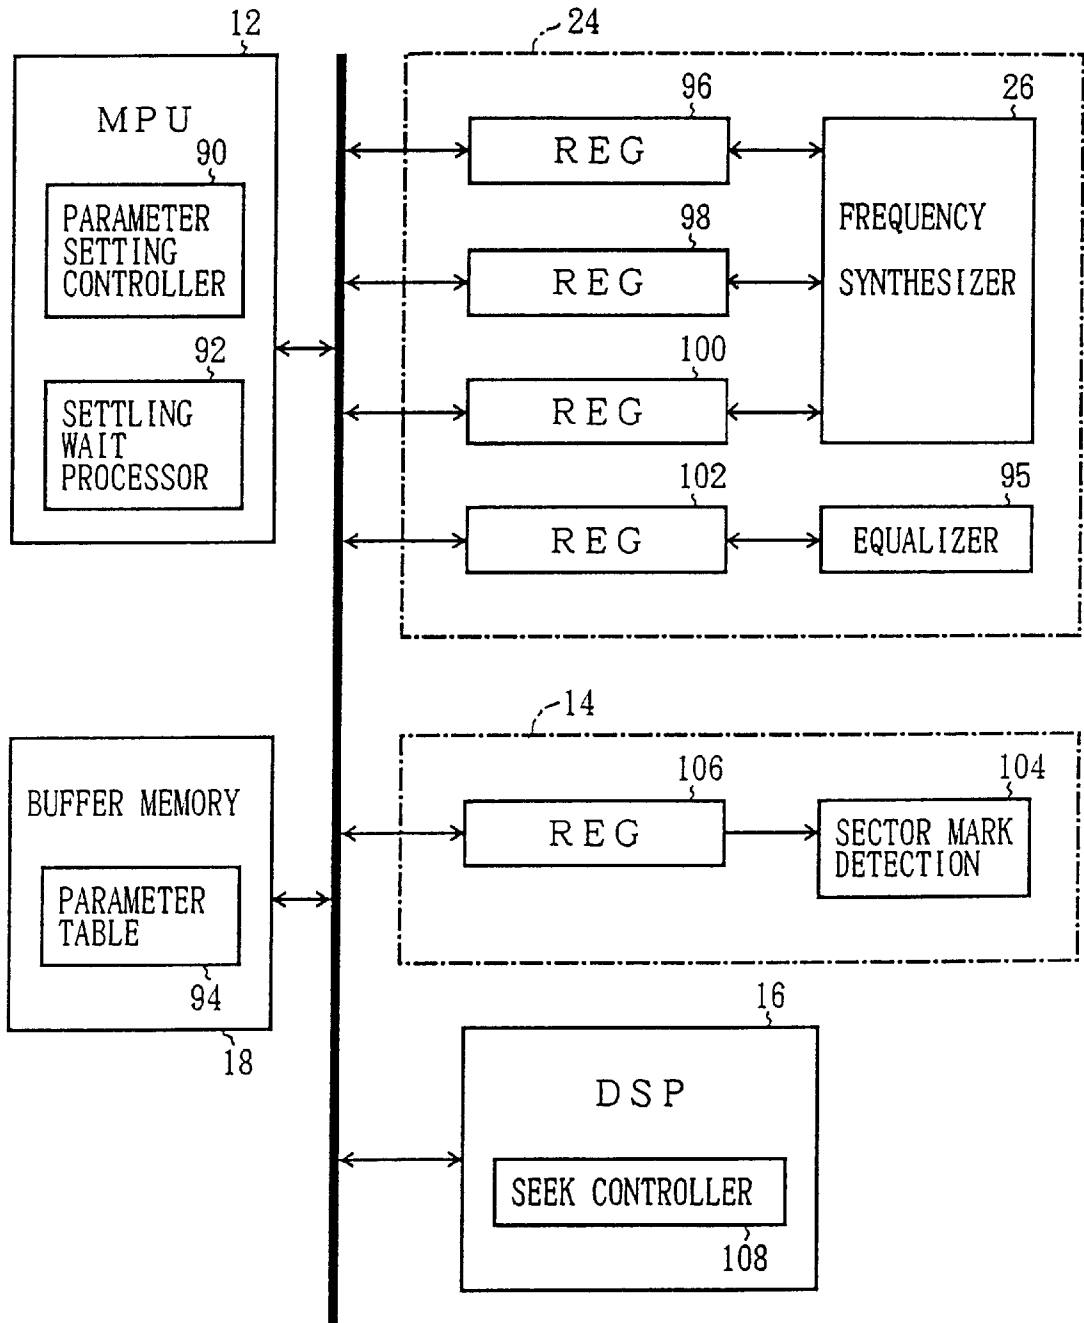 12
MPU
90
PARAMETER
SETTING
CONTROLLER
92
SETTLING
WAIT
PROCESSOR
24
96
REG
98
REG
100
REG
102
REG
26
FREQUENCY
SYNTHESIZER
95
EQUALIZER
BUFFER MEMORY
PARAMETER
TABLE
94
18
14
106
REG
104
SECTOR MARK
DETECTION
16
DSP
SEEK CONTROLLER
108